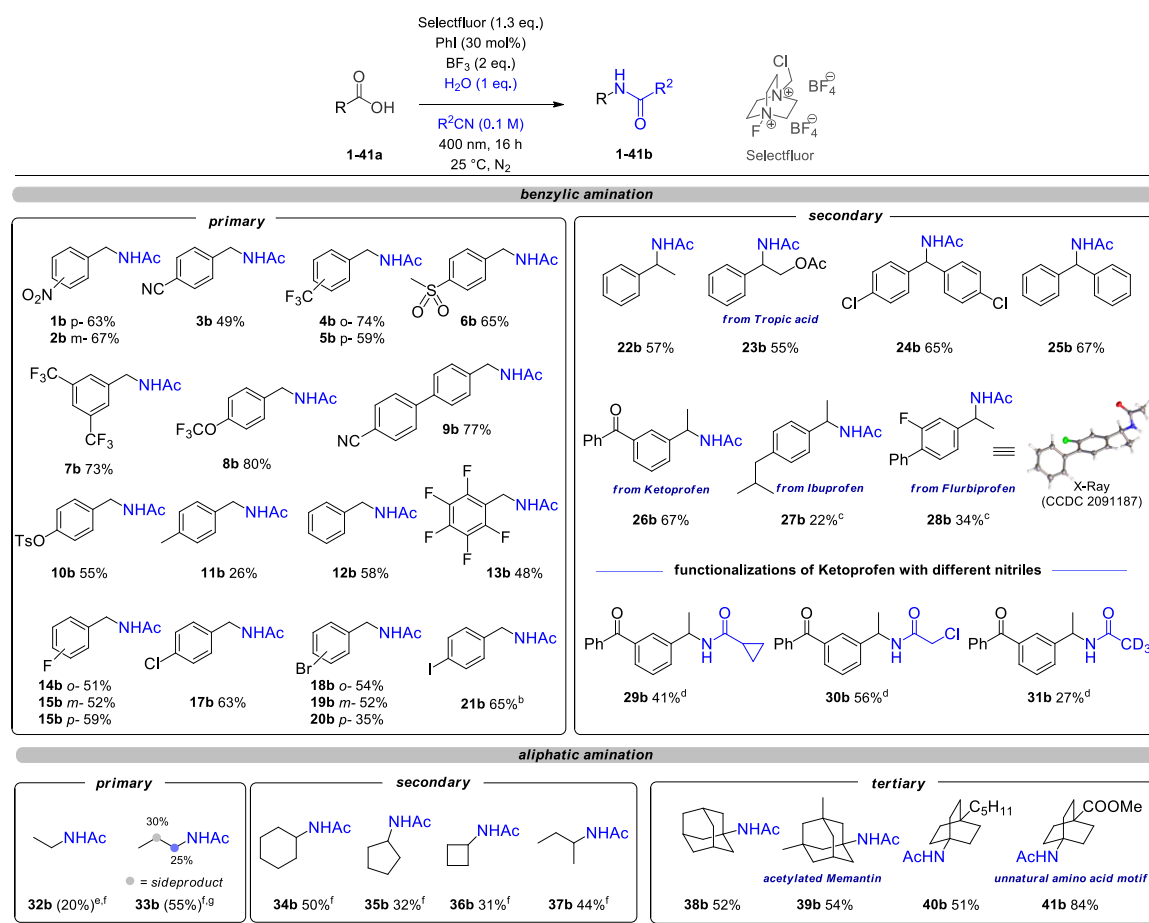 Selectfluor (1.3 eq.)
PhI (30 mol%)
BF3 (2 eq.)
H2O (1 eq.)
R2CN (0.1 M)
400 nm, 16 h
25 °C, N2
O
R
OH
1-41a
H
N
R
R2
O
1-41b
Cl
N
⊕
N
⊕
F
BF4⊖
BF4⊖
Selectfluor
benzylic amination
primary
NHAc
NO2
1b p- 63%
2b m- 67%
NHAc
NC
3b 49%
NHAc
F3C
4b o- 74%
5b p- 59%
NHAc
S
O
O
6b 65%
F3C
NHAc
CF3
7b 73%
NHAc
F3CO
8b 80%
NHAc
NC
9b 77%
NHAc
TsO
10b 55%
NHAc
11b 26%
NHAc
12b 58%
F
F
F
F
F
NHAc
13b 48%
NHAc
F
14b o- 51%
15b m- 52%
15b p- 59%
NHAc
Cl
17b 63%
NHAc
Br
18b o- 54%
19b m- 52%
20b p- 35%
NHAc
I
21b 65%b
secondary
NHAc
22b 57%
NHAc
OAc
from Tropic acid
23b 55%
NHAc
Cl
Cl
24b 65%
NHAc
25b 67%
O
Ph
NHAc
from Ketoprofen
26b 67%
NHAc
from Ibuprofen
27b 22%c
NHAc
F
Ph
from Flurbiprofen
28b 34%c
X-Ray
(CCDC 2091187)
functionalizations of Ketoprofen with different nitriles
O
Ph
N
H
O
29b 41%d
O
Ph
N
H
O
Cl
30b 56%d
O
Ph
N
H
O
CD3
31b 27%d
aliphatic amination
primary
NHAc
32b (20%)e,f
30%
NHAc
25%
= sideproduct
33b (55%)f,g
secondary
NHAc
34b 50%f
NHAc
35b 32%f
NHAc
36b 31%f
NHAc
37b 44%f
tertiary
NHAc
38b 52%
NHAc
acetylated Memantin
39b 54%
C5H11
AcHN
40b 51%
COOMe
AcHN
unnatural amino acid motif
41b 84%